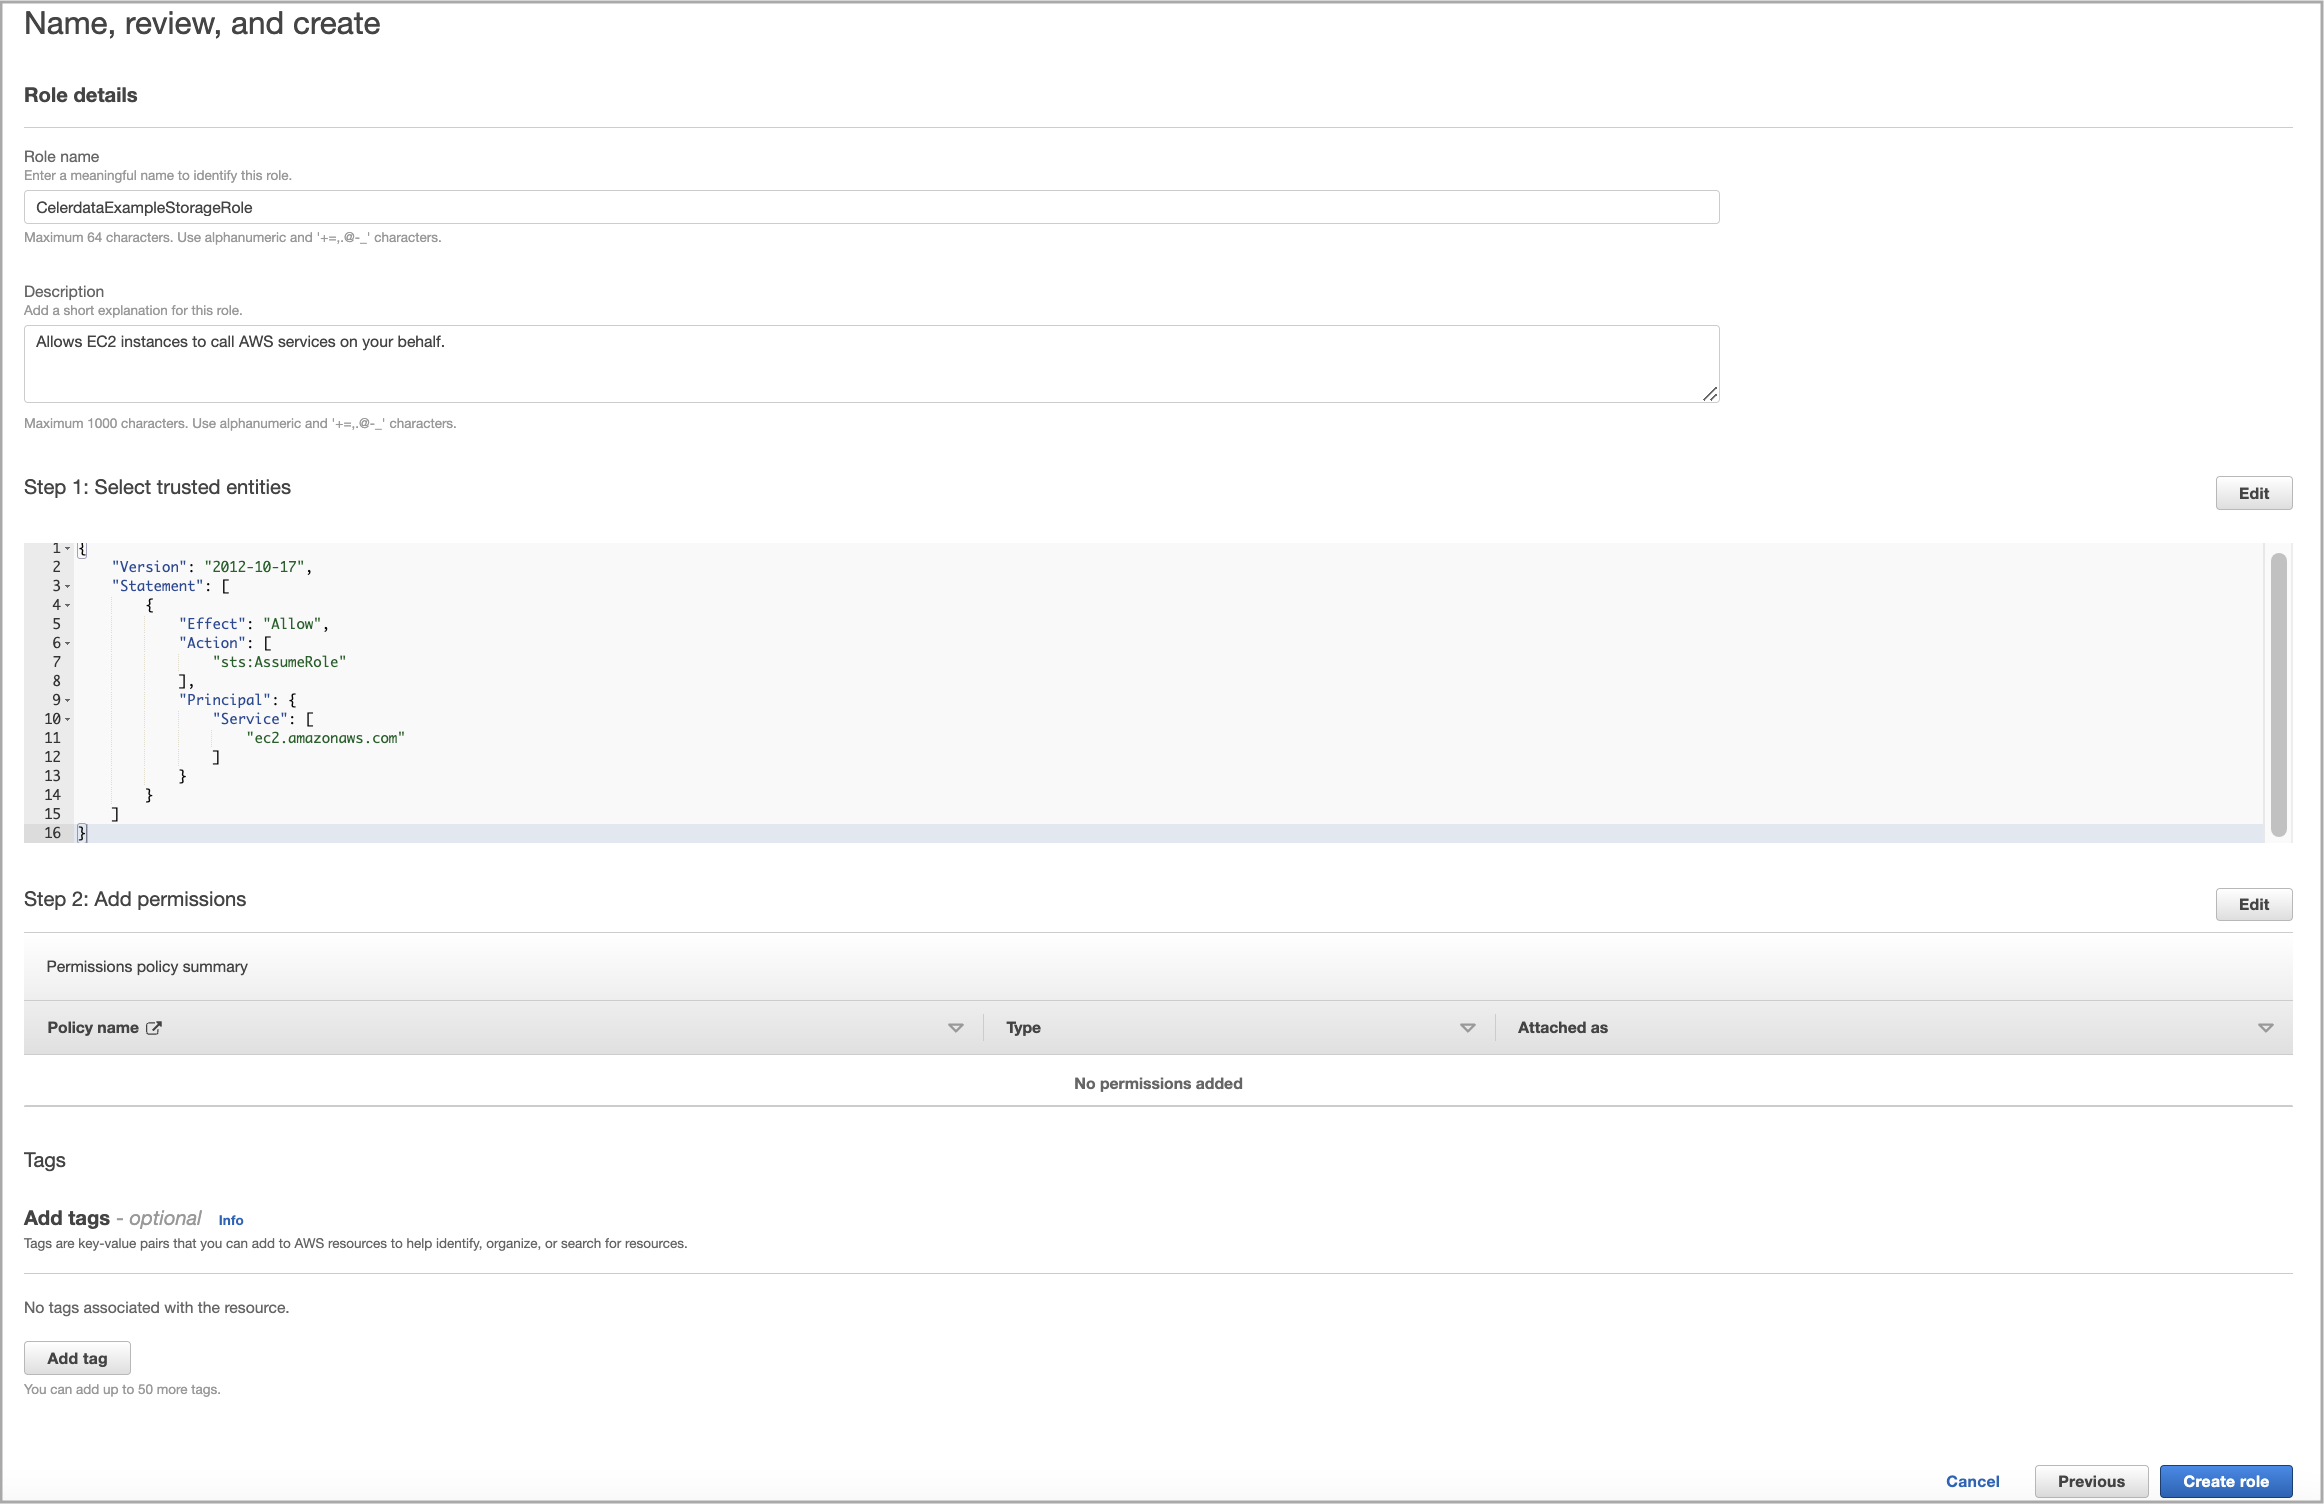 Name, review, and create
Role details
Role name
Enter a meaningful name to identify this role.
CelerdataExampleStorageRole
Maximum 64 characters. Use alphanumeric and '+=,.@-_' characters.
Description
Add a short explanation for this role.
Allows EC2 instances to call AWS services on your behalf.
Maximum 1000 characters. Use alphanumeric and '+=,.@-_' characters.
Step 1: Select trusted entities
Edit
1 {
2     "Version": "2012-10-17",
3     "Statement": [
4         {
5             "Effect": "Allow",
6             "Action": [
7                 "sts:AssumeRole"
8             ],
9             "Principal": {
10                 "Service": [
11                     "ec2.amazonaws.com"
12                 ]
13             }
14         }
15     ]
16 }
Step 2: Add permissions
Edit
Permissions policy summary
Policy name Type Attached as
No permissions added
Tags
Add tags - optional Info
Tags are key-value pairs that you can add to AWS resources to help identify, organize, or search for resources.
No tags associated with the resource.
Add tag
You can add up to 50 more tags.
Cancel Previous Create role